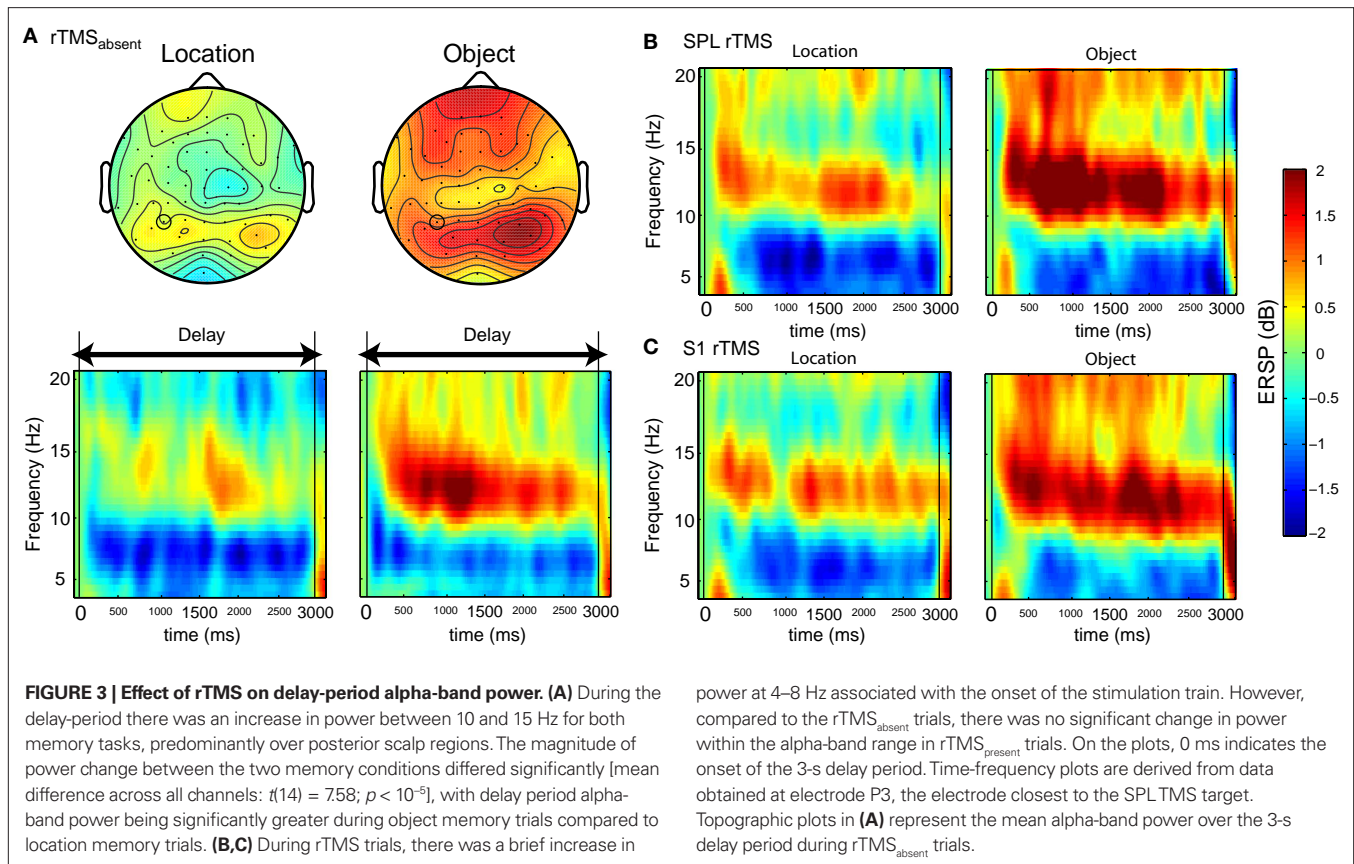 A rTMSabsent
Location
Object
Delay
Delay
20
15
10
5
Frequency (Hz)
0 500 1000 1500 2000 2500 3000
time (ms)
0 500 1000 1500 2000 2500 3000
time (ms)
B SPL rTMS
Location
Object
20
15
10
5
Frequency (Hz)
0 500 1000 1500 2000 2500 3000
time (ms)
0 500 1000 1500 2000 2500 3000
time (ms)
C S1 rTMS
Location
Object
20
15
10
5
Frequency (Hz)
0 500 1000 1500 2000 2500 3000
time (ms)
0 500 1000 1500 2000 2500 3000
time (ms)
2
1.5
1
0.5
0
−0.5
−1
−1.5
−2
ERSP (dB)
FIGURE 3 | Effect of rTMS on delay-period alpha-band power. (A) During the
delay-period there was an increase in power between 10 and 15 Hz for both
memory tasks, predominantly over posterior scalp regions. The magnitude of
power change between the two memory conditions differed significantly [mean
difference across all channels: t(14) = 7.58; p < 10−5], with delay period alpha-
band power being significantly greater during object memory trials compared to
location memory trials. (B,C) During rTMS trials, there was a brief increase in
power at 4–8 Hz associated with the onset of the stimulation train. However,
compared to the rTMSabsent trials, there was no significant change in power
within the alpha-band range in rTMSpresent trials. On the plots, 0 ms indicates the
onset of the 3-s delay period. Time-frequency plots are derived from data
obtained at electrode P3, the electrode closest to the SPL TMS target.
Topographic plots in (A) represent the mean alpha-band power over the 3-s
delay period during rTMSabsent trials.